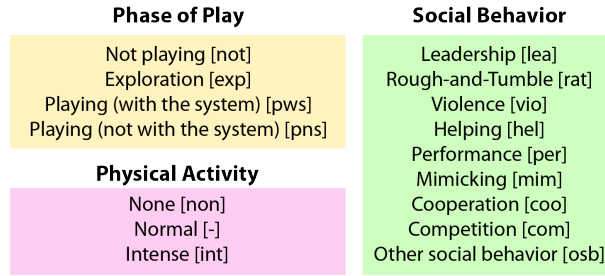 Phase of Play
Not playing [not]
Exploration [exp]
Playing (with the system) [pws]
Playing (not with the system) [pns]
Physical Activity
None [non]
Normal [-]
Intense [int]
Social Behavior
Leadership [lea]
Rough-and-Tumble [rat]
Violence [vio]
Helping [hel]
Performance [per]
Mimicking [mim]
Cooperation [coo]
Competition [com]
Other social behavior [osb]